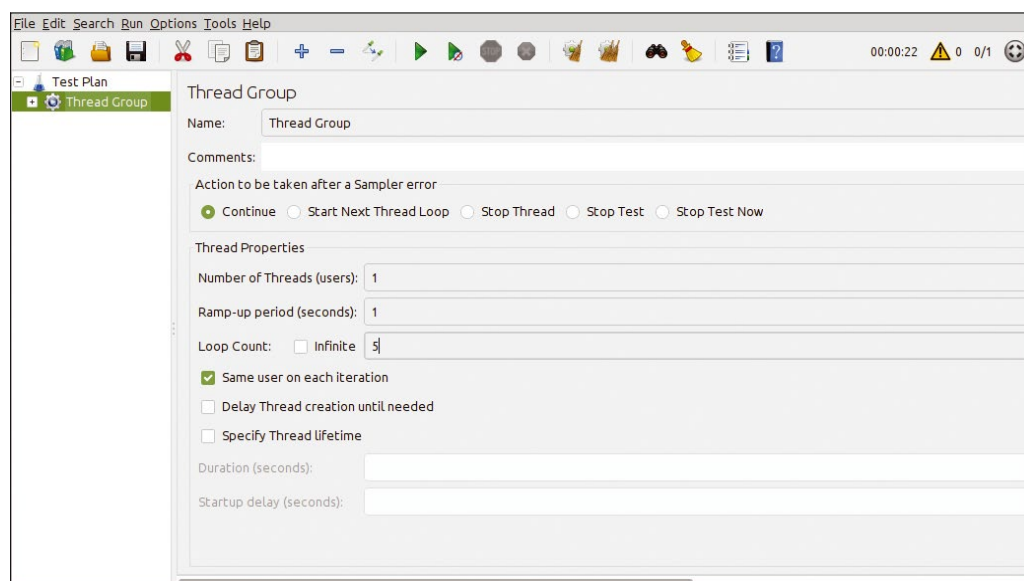 File Edit Search Run Options Tools Help
00:00:22 0 0/1
Test Plan
Thread Group
Thread Group
Name: Thread Group
Comments:
Action to be taken after a Sampler error
Continue Start Next Thread Loop Stop Thread Stop Test Stop Test Now
Thread Properties
Number of Threads (users): 1
Ramp-up period (seconds): 1
Loop Count: Infinite 5
Same user on each iteration
Delay Thread creation until needed
Specify Thread lifetime
Duration (seconds):
Startup delay (seconds):